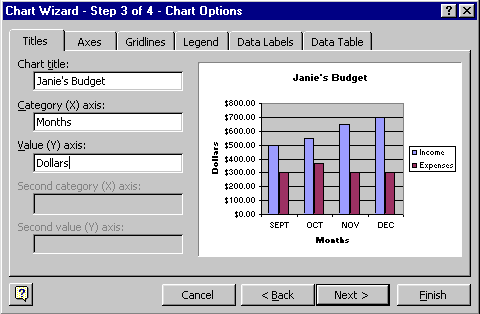 Chart Wizard - Step 3 of 4 - Chart Options
Titles Axes Gridlines Legend Data Labels Data Table
Chart title:
Janie's Budget
Category (X) axis:
Months
Value (Y) axis:
Dollars
Second category (X) axis:
Second value (Y) axis:
Janie's Budget
$800.00
$700.00
$600.00
$500.00
$400.00
$300.00
$200.00
$100.00
$0.00
Dollars
SEPT OCT NOV DEC
Months
Income
Expenses
Cancel < Back Next > Finish